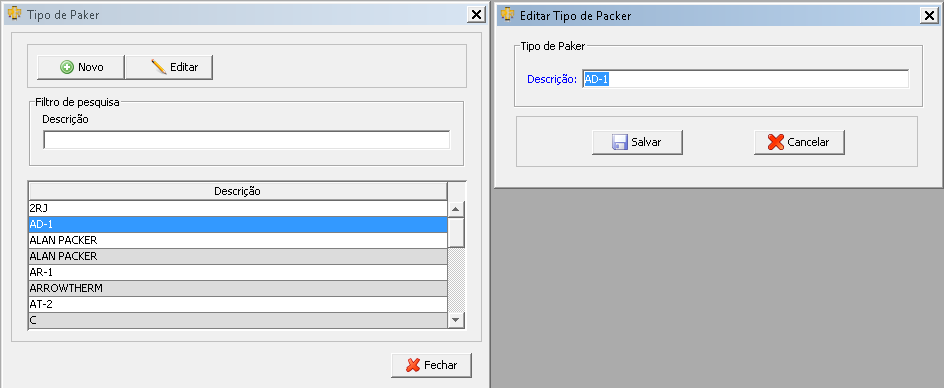 Tipo de Paker
Novo
Editar
Filtro de pesquisa
Descrição
Descrição
2RJ
AD-1
ALAN PACKER
ALAN PACKER
AR-1
ARROWTHERM
AT-2
C
Fechar
Editar Tipo de Packer
Tipo de Paker
Descrição: AD-1
Salvar
Cancelar